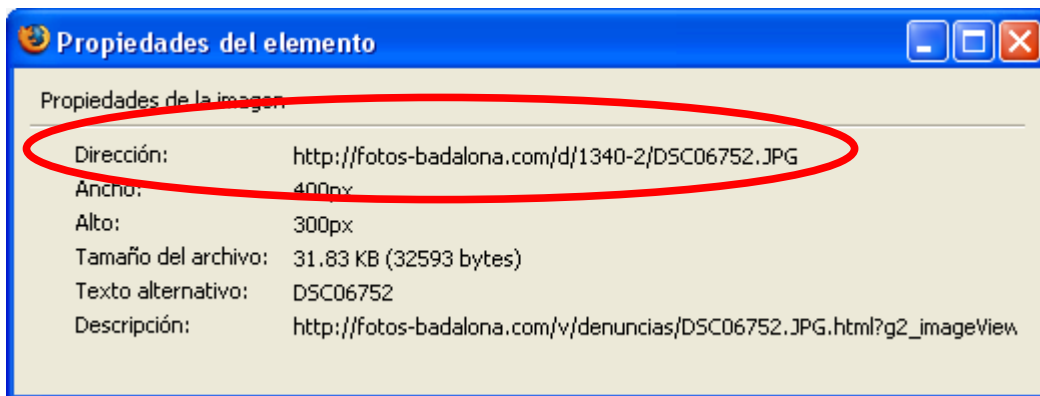 Propiedades del elemento
Propiedades de la imagen
Dirección: http://fotos-badalona.com/d/1340-2/DSC06752.JPG
Ancho: 400px
Alto: 300px
Tamaño del archivo: 31.83 KB (32593 bytes)
Texto alternativo: DSC06752
Descripción: http://fotos-badalona.com/v/denuncias/DSC06752.JPG.html?g2_imageView